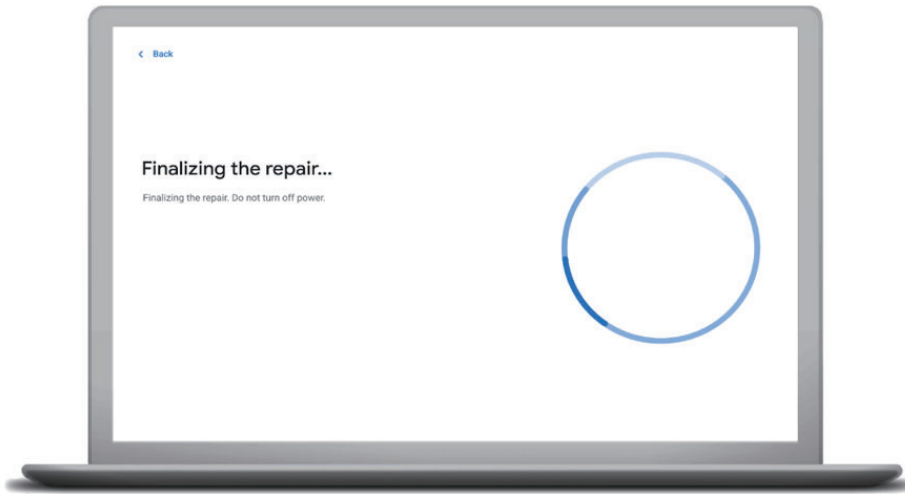 Back
Finalizing the repair...
Finalizing the repair. Do not turn off power.